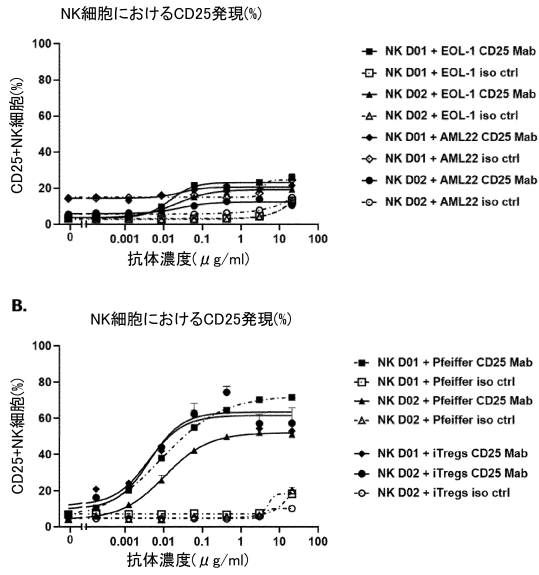 NK細胞におけるCD25発現(%)
100
80
60
40
20
0
CD25+NK細胞(%)
0
0.001
0.01
0.1
1
10
100
抗体濃度(μg/ml)
NK D01 + EOL-1 CD25 Mab
NK D01 + EOL-1 iso ctrl
NK D02 + EOL-1 CD25 Mab
NK D02 + EOL-1 iso ctrl
NK D01 + AML22 CD25 Mab
NK D01 + AML22 iso ctrl
NK D02 + AML22 CD25 Mab
NK D02 + AML22 iso ctrl
B.
NK細胞におけるCD25発現(%)
100
80
60
40
20
0
CD25+NK細胞(%)
0
0.001
0.01
0.1
1
10
100
抗体濃度(μg/ml)
NK D01 + Pfeiffer CD25 Mab
NK D01 + Pfeiffer iso ctrl
NK D02 + Pfeiffer CD25 Mab
NK D02 + Pfeiffer iso ctrl
NK D01 + iTregs CD25 Mab
NK D02 + iTregs CD25 Mab
NK D02 + iTregs iso ctrl